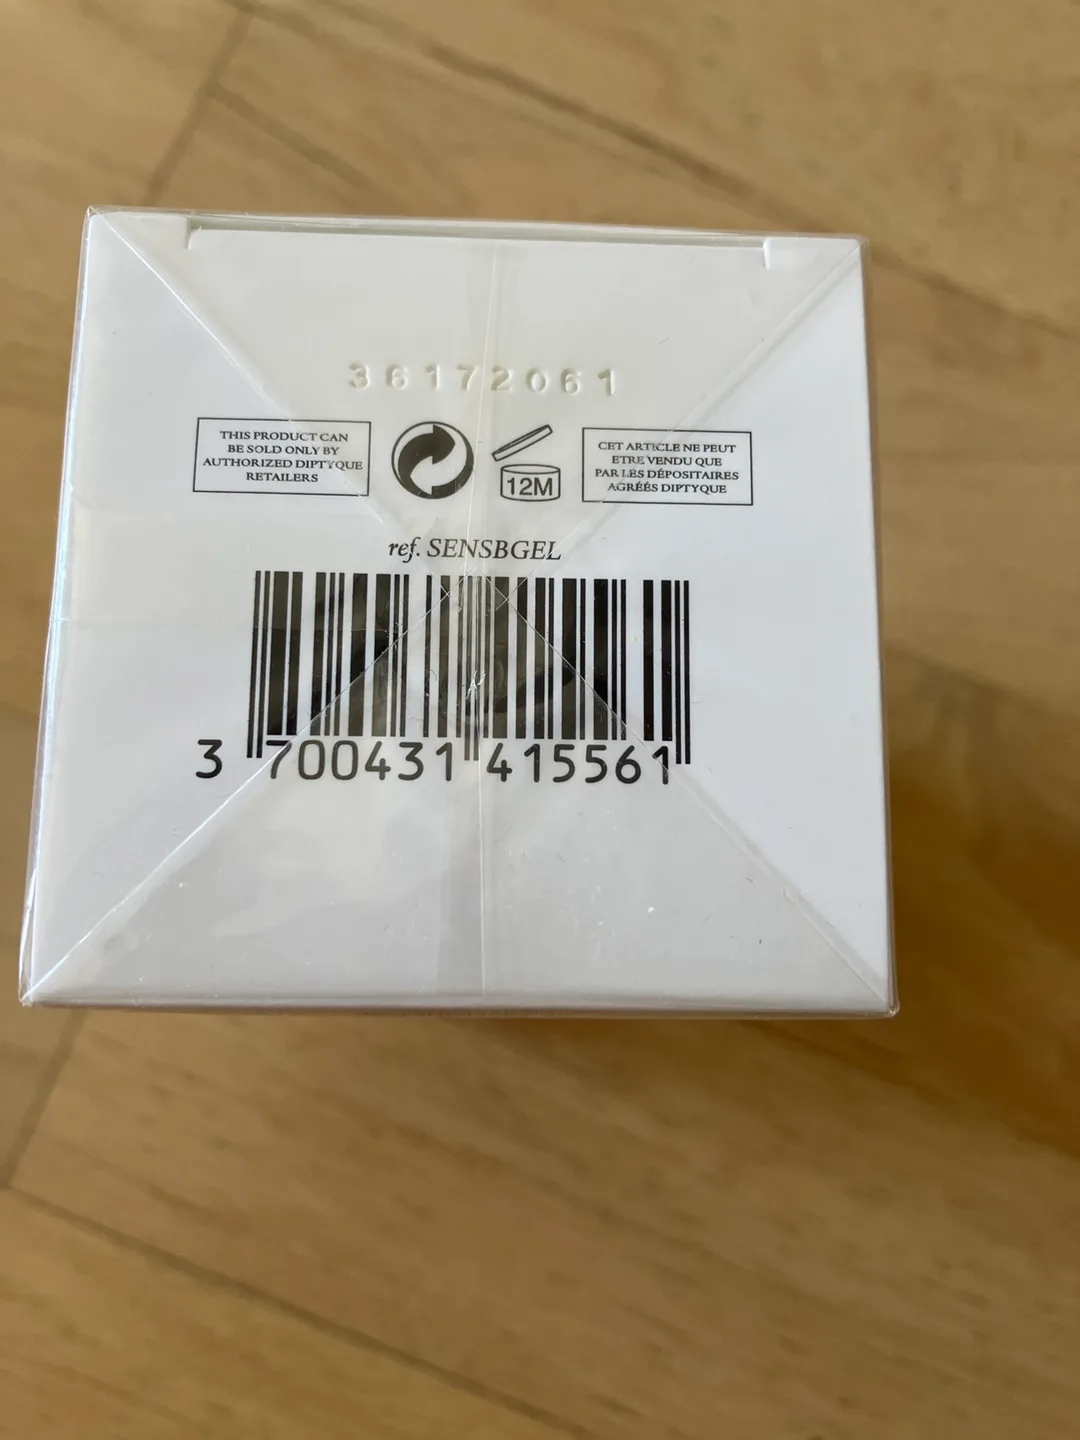 36172061
THIS PRODUCT CAN
BE SOLD ONLY BY
AUTHORIZED DIPTYQUE
RETAILERS
12M
CET ARTICLE NE PEUT
ETRE VENDU QUE
PAR LES DÉPOSITAIRES
AGRÉÉS DIPTYQUE
ref. SENSBGEL
3 700431 415561